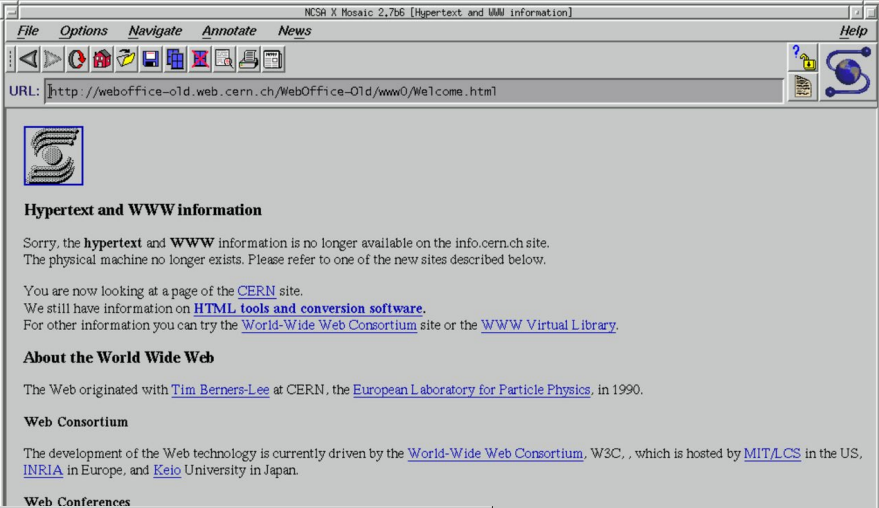 NCSA X Mosaic 2.7b6 [Hypertext and WWW information]
File Options Navigate Annotate News Help
URL: http://weboffice-old.web.cern.ch/WebOffice-Old/www0/Welcome.html
Hypertext and WWW information
Sorry, the hypertext and WWW information is no longer available on the info.cern.ch site.
The physical machine no longer exists. Please refer to one of the new sites described below.
You are now looking at a page of the CERN site.
We still have information on HTML tools and conversion software.
For other information you can try the World-Wide Web Consortium site or the WWW Virtual Library.
About the World Wide Web
The Web originated with Tim Berners-Lee at CERN, the European Laboratory for Particle Physics, in 1990.
Web Consortium
The development of the Web technology is currently driven by the World-Wide Web Consortium, W3C, , which is hosted by MIT/LCS in the US,
INRIA in Europe, and Keio University in Japan.
Web Conferences